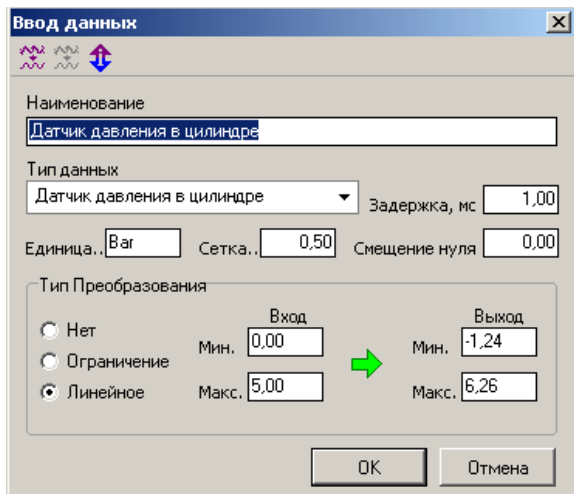 Ввод данных
Наименование
Датчик давления в цилиндре
Тип данных
Датчик давления в цилиндре
Задержка, мс 1,00
Единица.. Bar Сетка.. 0,50 Смещение нуля 0,00
Тип Преобразования
Вход Выход
Нет
Мин. 0,00 Мин. -1,24
Ограничение
Линейное Макс. 5,00 Макс. 6,26
OK Отмена